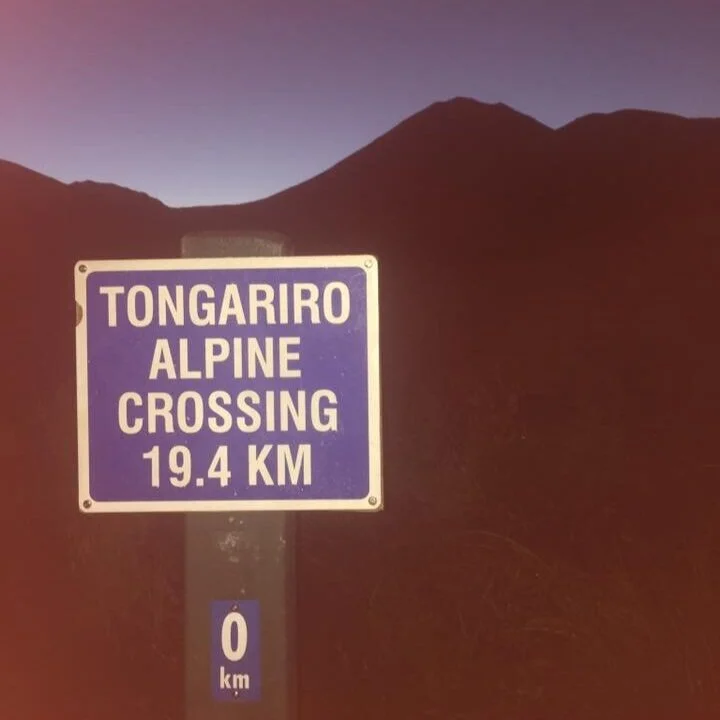 TONGARIRO
ALPINE
CROSSING
19.4 KM
0
km